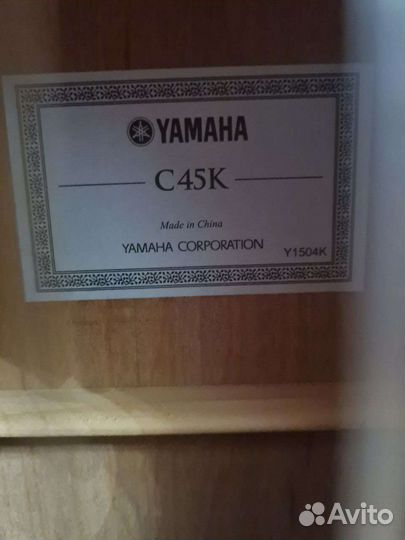 YAMAHA
C45K
Made in China
YAMAHA CORPORATION
Y1504K
Avito